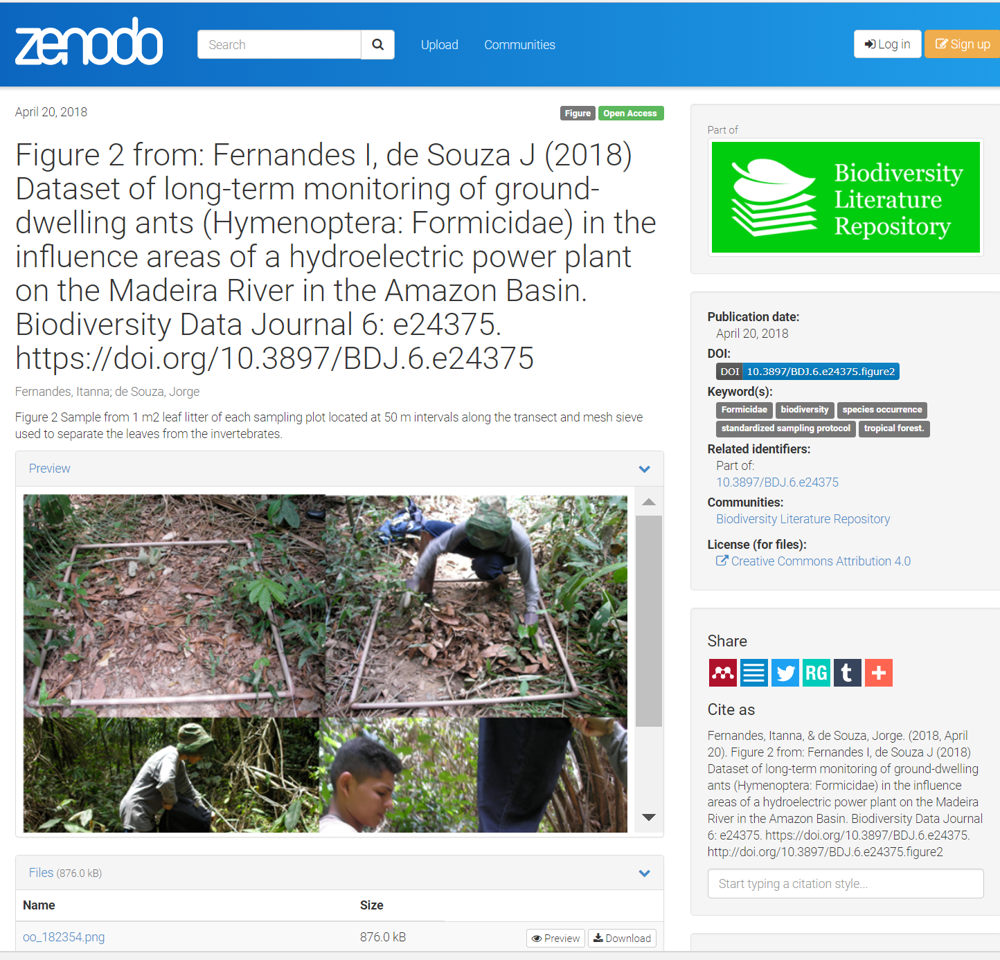 zenodo
Search
Upload
Communities
Log in
Sign up
April 20, 2018
Figure
Open Access
Figure 2 from: Fernandes I, de Souza J (2018)
Dataset of long-term monitoring of ground-
dwelling ants (Hymenoptera: Formicidae) in the
influence areas of a hydroelectric power plant
on the Madeira River in the Amazon Basin.
Biodiversity Data Journal 6: e24375.
https://doi.org/10.3897/BDJ.6.e24375
Fernandes, Itanna; de Souza, Jorge
Figure 2 Sample from 1 m2 leaf litter of each sampling plot located at 50 m intervals along the transect and mesh sieve
used to separate the leaves from the invertebrates.
Preview
Files (876.0 kB)
Name Size
oo_182354.png 876.0 kB Preview Download
Part of
Biodiversity
Literature
Repository
Publication date:
April 20, 2018
DOI:
DOI 10.3897/BDJ.6.e24375.figure2
Keyword(s):
Formicidae biodiversity species occurrence
standardized sampling protocol tropical forest.
Related identifiers:
Part of:
10.3897/BDJ.6.e24375
Communities:
Biodiversity Literature Repository
License (for files):
Creative Commons Attribution 4.0
Share
RG t
Cite as
Fernandes, Itanna, & de Souza, Jorge. (2018, April
20). Figure 2 from: Fernandes I, de Souza J (2018)
Dataset of long-term monitoring of ground-dwelling
ants (Hymenoptera: Formicidae) in the influence
areas of a hydroelectric power plant on the Madeira
River in the Amazon Basin. Biodiversity Data Journal
6: e24375. https://doi.org/10.3897/BDJ.6.e24375.
http://doi.org/10.3897/BDJ.6.e24375.figure2
Start typing a citation style...